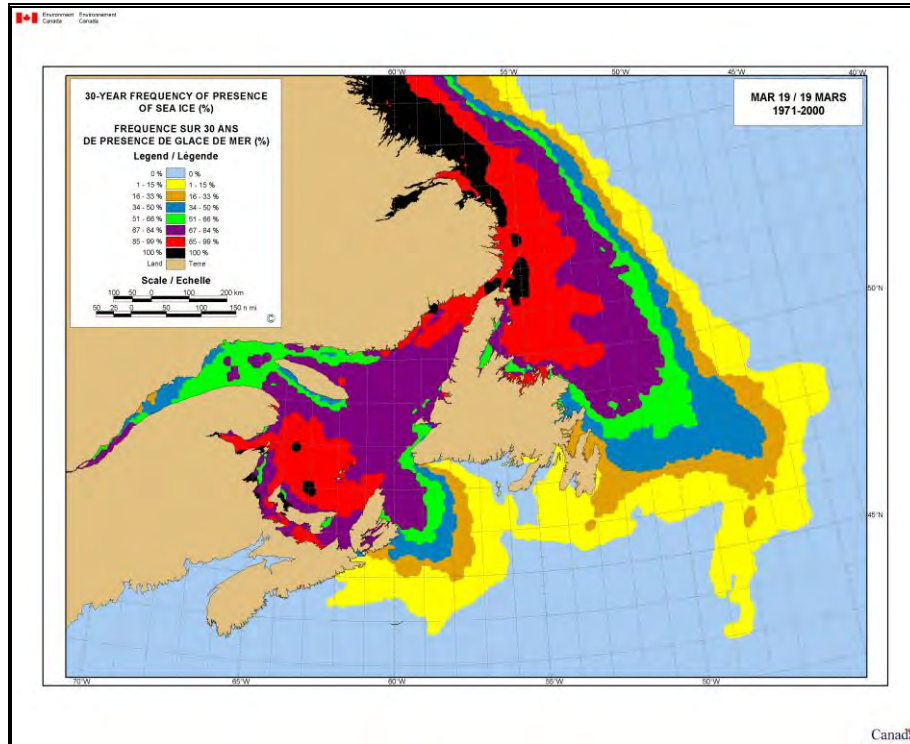 Environment Environnement
Canada Canada
60°W 55°W 50°W 45°W 40°W
30-YEAR FREQUENCY OF PRESENCE
OF SEA ICE (%)
FREQUENCE SUR 30 ANS
DE PRESENCE DE GLACE DE MER (%)
Legend / Légende
0 % 0 %
1 - 15 % 1 - 15 %
16 - 33 % 16 - 33 %
34 - 50 % 34 - 50 %
51 - 66 % 51 - 66 %
67 - 84 % 67 - 84 %
85 - 99 % 85 - 99 %
100 % 100 %
Land Terre
Scale / Echelle
100 50 0 100 200 km
50 25 0 50 100 150 n mi
©
MAR 19 / 19 MARS
1971-2000
50°N
45°N
70°W 65°W 60°W 55°W 50°W
Canada